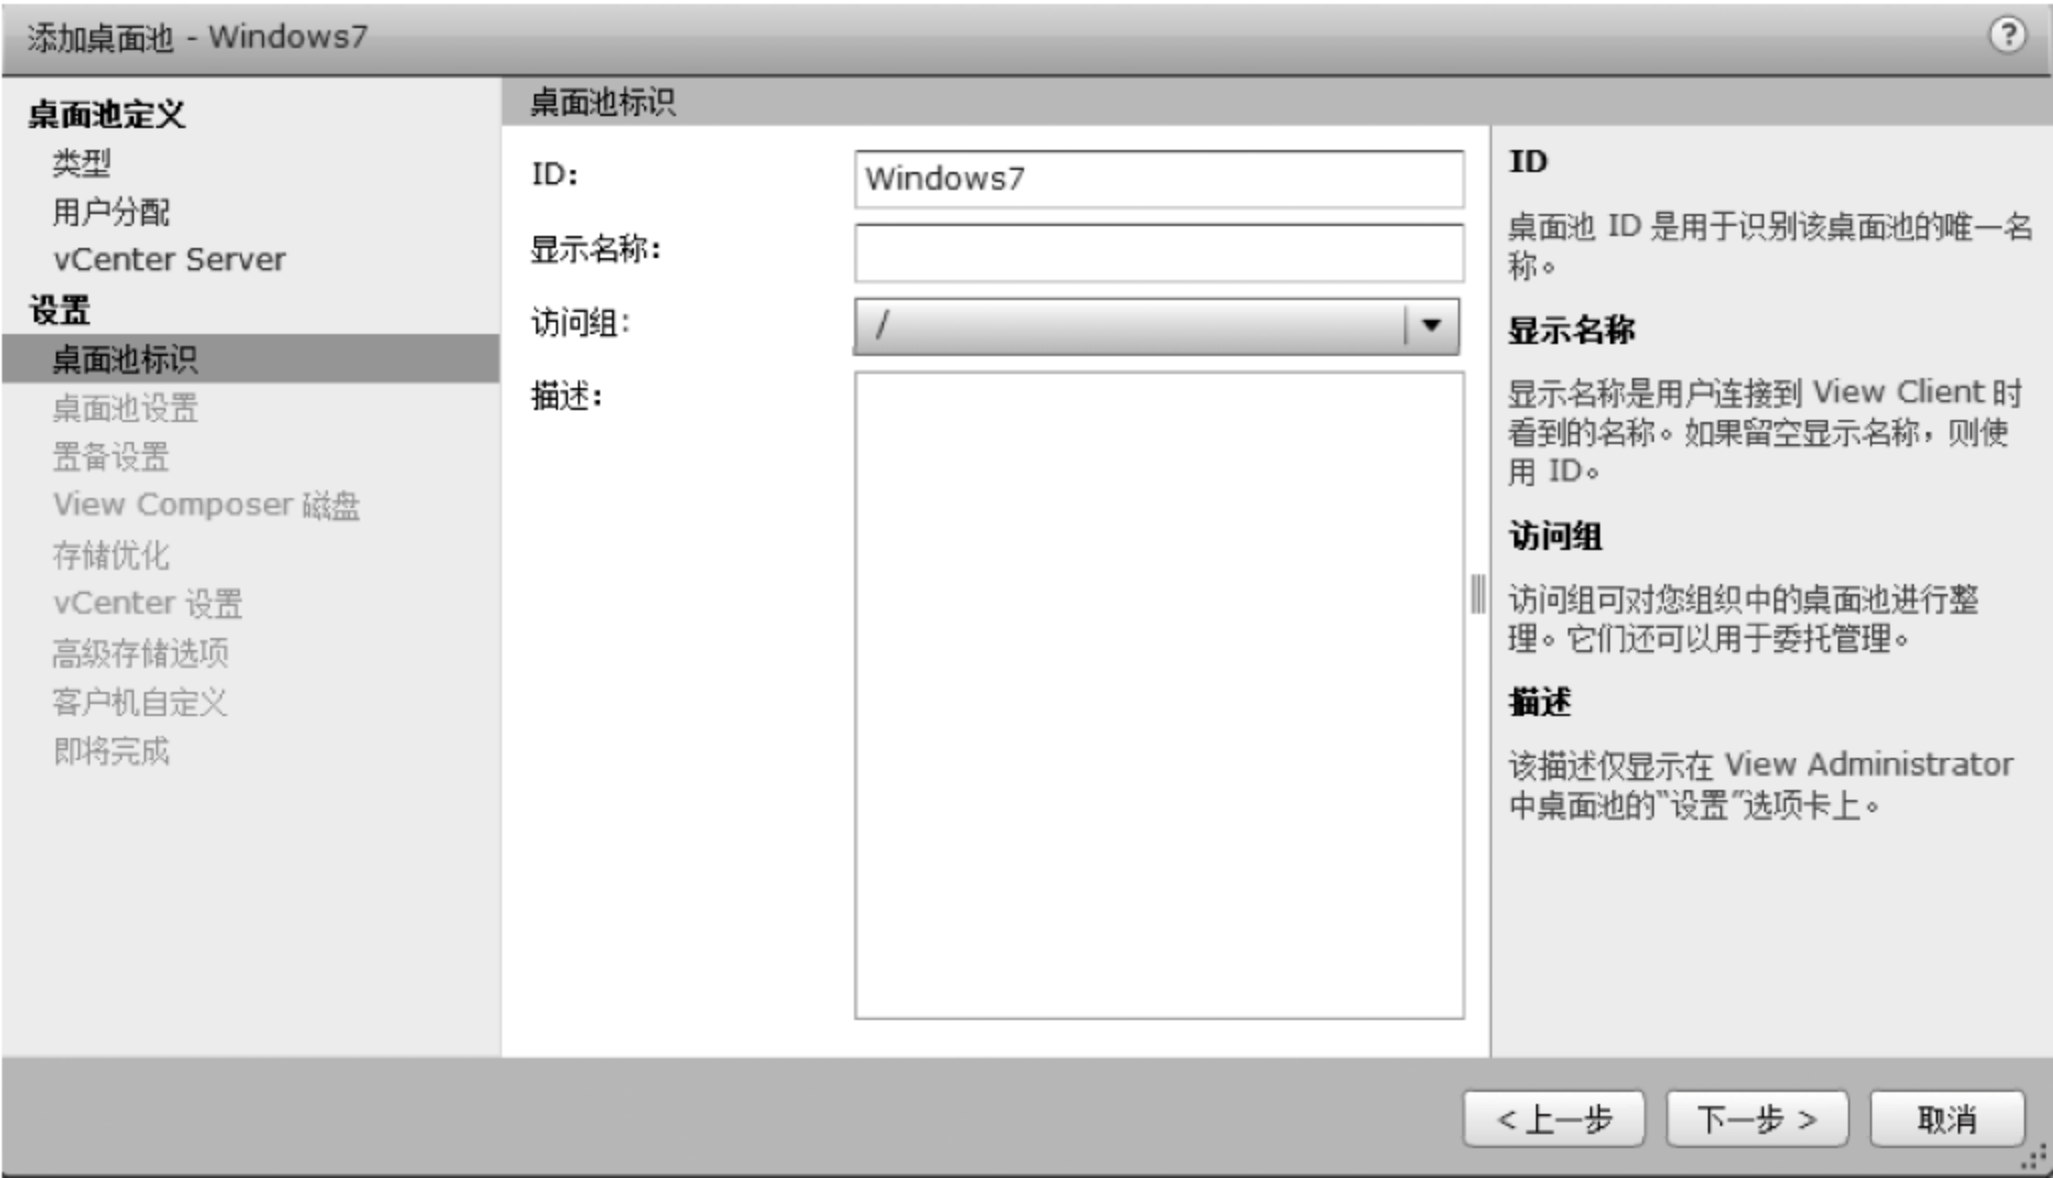 添加桌面池 - Windows7
?
桌面池定义
类型
用户分配
vCenter Server
设置
桌面池标识
桌面池设置
置备设置
View Composer 磁盘
存储优化
vCenter 设置
高级存储选项
客户机自定义
即将完成
桌面池标识
ID:
Windows7
显示名称:
访问组:
/
描述:
ID
桌面池 ID 是用于识别该桌面池的唯一名
称。
显示名称
显示名称是用户连接到 View Client 时
看到的名称。如果留空显示名称，则使
用 ID。
访问组
访问组可对您组织中的桌面池进行整
理。它们还可以用于委托管理。
描述
该描述仅显示在 View Administrator
中桌面池的“设置”选项卡上。
< 上一步
下一步 >
取消